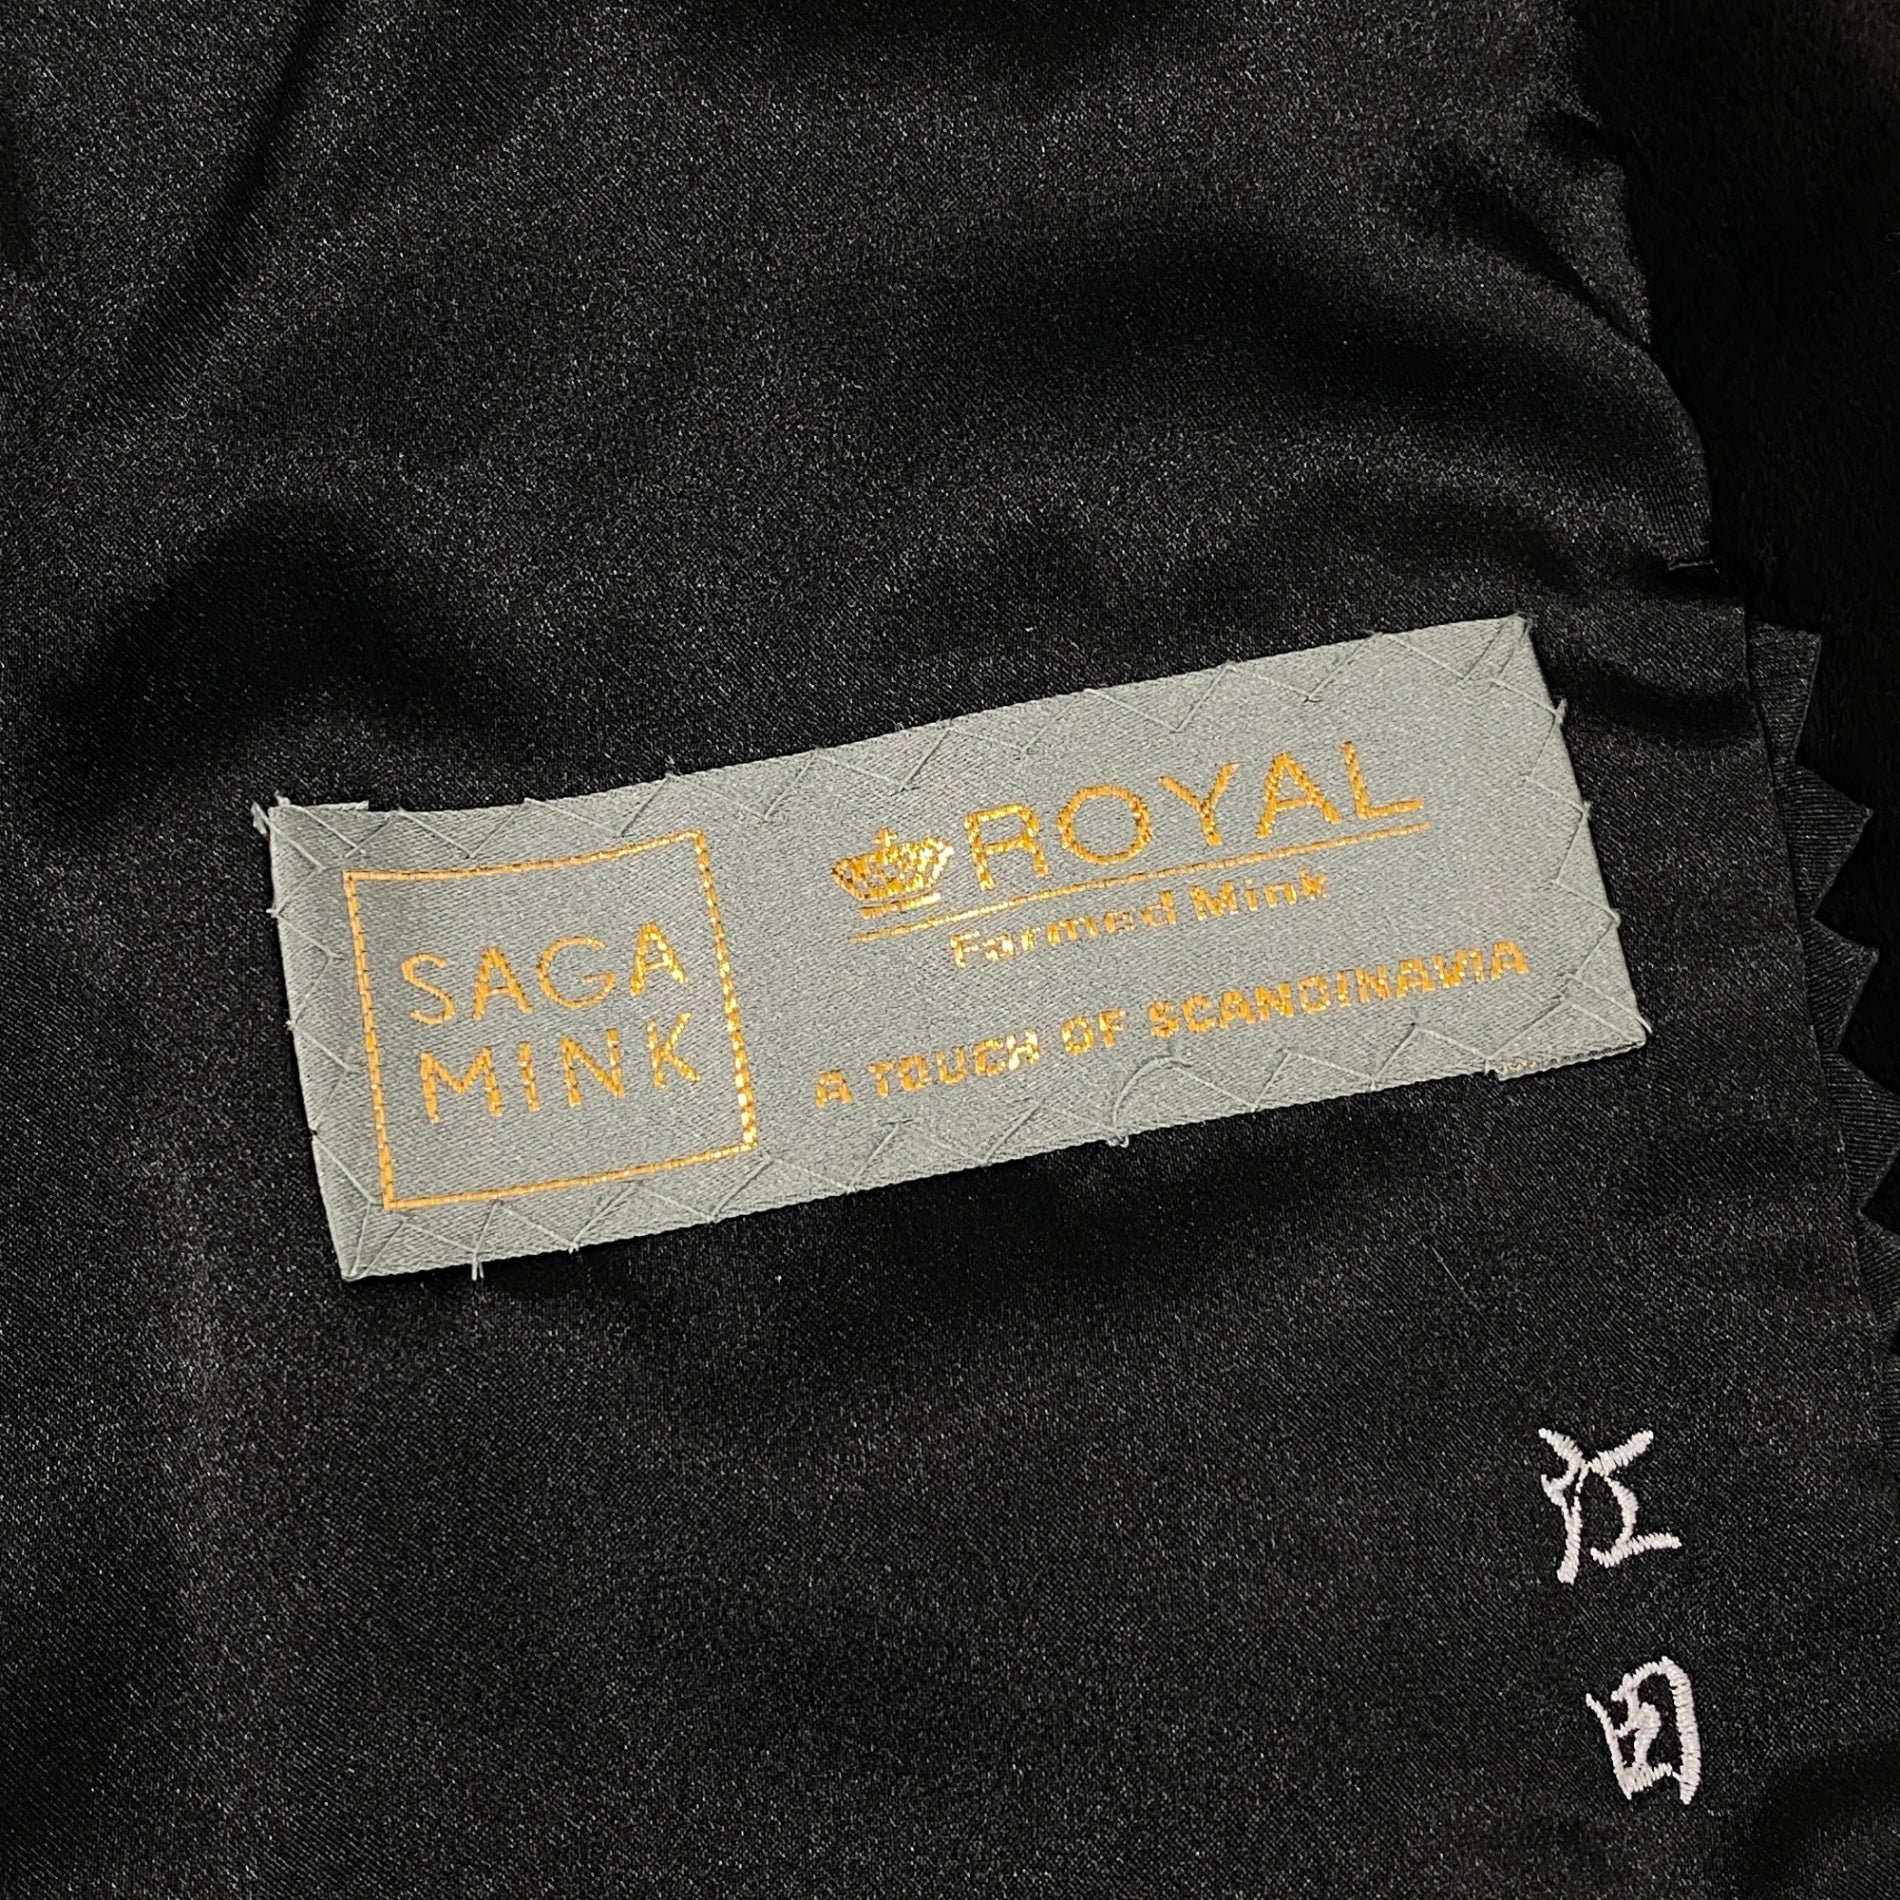 SAGA
MINK
ROYAL
Farmed Mink
A TOUCH OF SCANDINAVIA
江
田